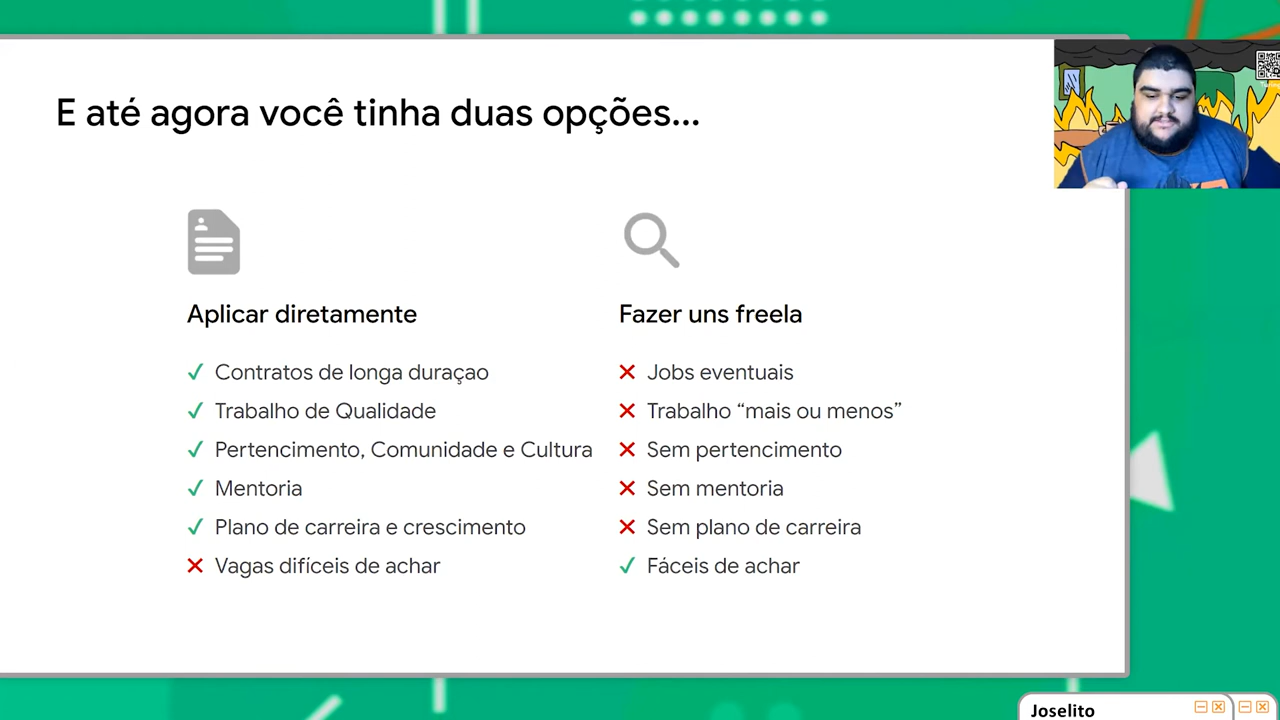 E até agora você tinha duas opções...
Aplicar diretamente
✓ Contratos de longa duraçao
✓ Trabalho de Qualidade
✓ Pertencimento, Comunidade e Cultura
✓ Mentoria
✓ Plano de carreira e crescimento
✕ Vagas difíceis de achar
Fazer uns freela
✕ Jobs eventuais
✕ Trabalho “mais ou menos”
✕ Sem pertencimento
✕ Sem mentoria
✕ Sem plano de carreira
✓ Fáceis de achar
Joselito